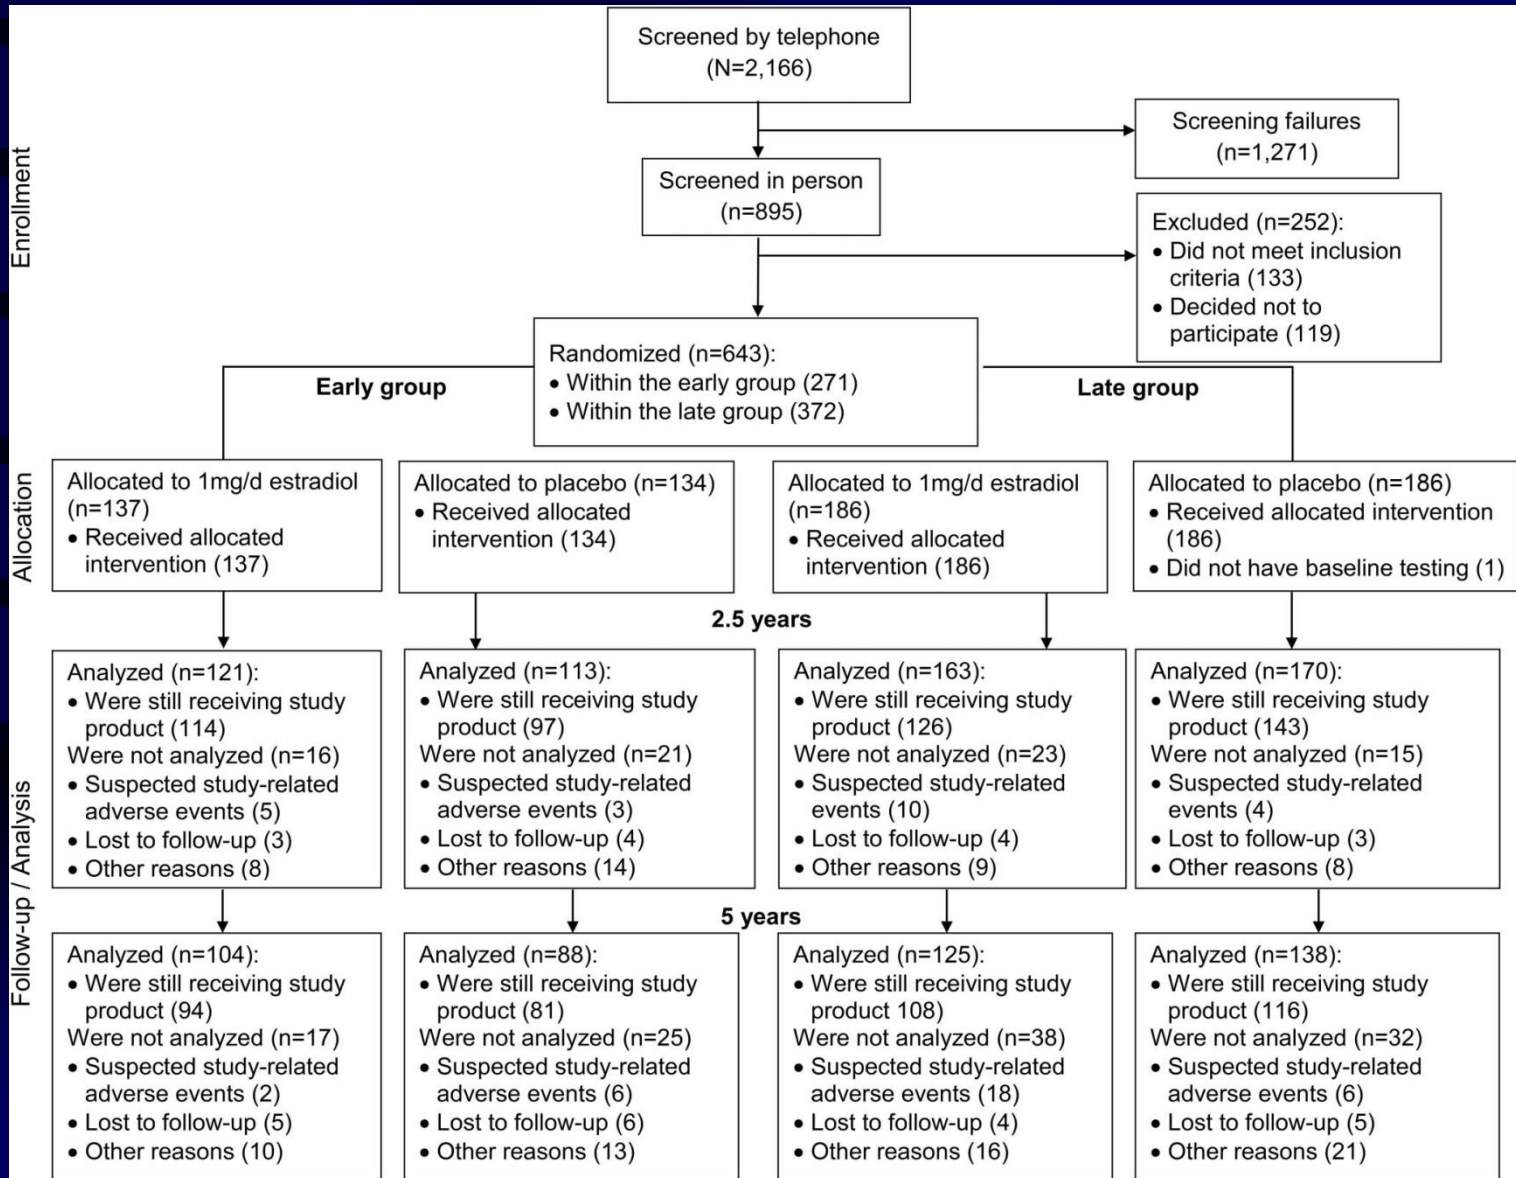 Screened by telephone
(N=2,166)
Screening failures
(n=1,271)
Enrollment
Screened in person
(n=895)
Excluded (n=252):
• Did not meet inclusion
criteria (133)
• Decided not to
participate (119)
Randomized (n=643):
• Within the early group (271)
• Within the late group (372)
Early group
Late group
Allocation
Allocated to 1mg/d estradiol
(n=137)
• Received allocated
intervention (137)
Allocated to placebo (n=134)
• Received allocated
intervention (134)
Allocated to 1mg/d estradiol
(n=186)
• Received allocated
intervention (186)
Allocated to placebo (n=186)
• Received allocated intervention
(186)
• Did not have baseline testing (1)
2.5 years
Follow-up / Analysis
Analyzed (n=121):
• Were still receiving study
product (114)
Were not analyzed (n=16)
• Suspected study-related
adverse events (5)
• Lost to follow-up (3)
• Other reasons (8)
Analyzed (n=113):
• Were still receiving study
product (97)
Were not analyzed (n=21)
• Suspected study-related
adverse events (3)
• Lost to follow-up (4)
• Other reasons (14)
Analyzed (n=163):
• Were still receiving study
product (126)
Were not analyzed (n=23)
• Suspected study-related
events (10)
• Lost to follow-up (4)
• Other reasons (9)
Analyzed (n=170):
• Were still receiving study
product (143)
Were not analyzed (n=15)
• Suspected study-related
events (4)
• Lost to follow-up (3)
• Other reasons (8)
5 years
Analyzed (n=104):
• Were still receiving study
product (94)
Were not analyzed (n=17)
• Suspected study-related
adverse events (2)
• Lost to follow-up (5)
• Other reasons (10)
Analyzed (n=88):
• Were still receiving study
product (81)
Were not analyzed (n=25)
• Suspected study-related
adverse events (6)
• Lost to follow-up (6)
• Other reasons (13)
Analyzed (n=125):
• Were still receiving study
product 108)
Were not analyzed (n=38)
• Suspected study-related
adverse events (18)
• Lost to follow-up (4)
• Other reasons (16)
Analyzed (n=138):
• Were still receiving study
product (116)
Were not analyzed (n=32)
• Suspected study-related
adverse events (6)
• Lost to follow-up (5)
• Other reasons (21)